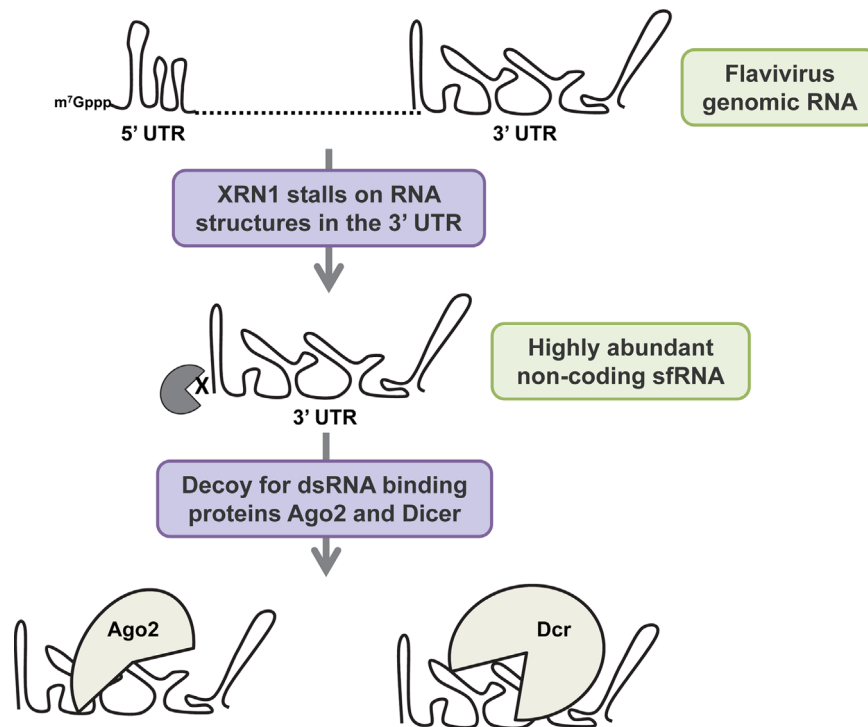 Flavivirus
genomic RNA
m⁷Gppp
5’ UTR
3’ UTR
XRN1 stalls on RNA
structures in the 3’ UTR
Highly abundant
non-coding sfRNA
X
3’ UTR
Decoy for dsRNA binding
proteins Ago2 and Dicer
Ago2
Dcr